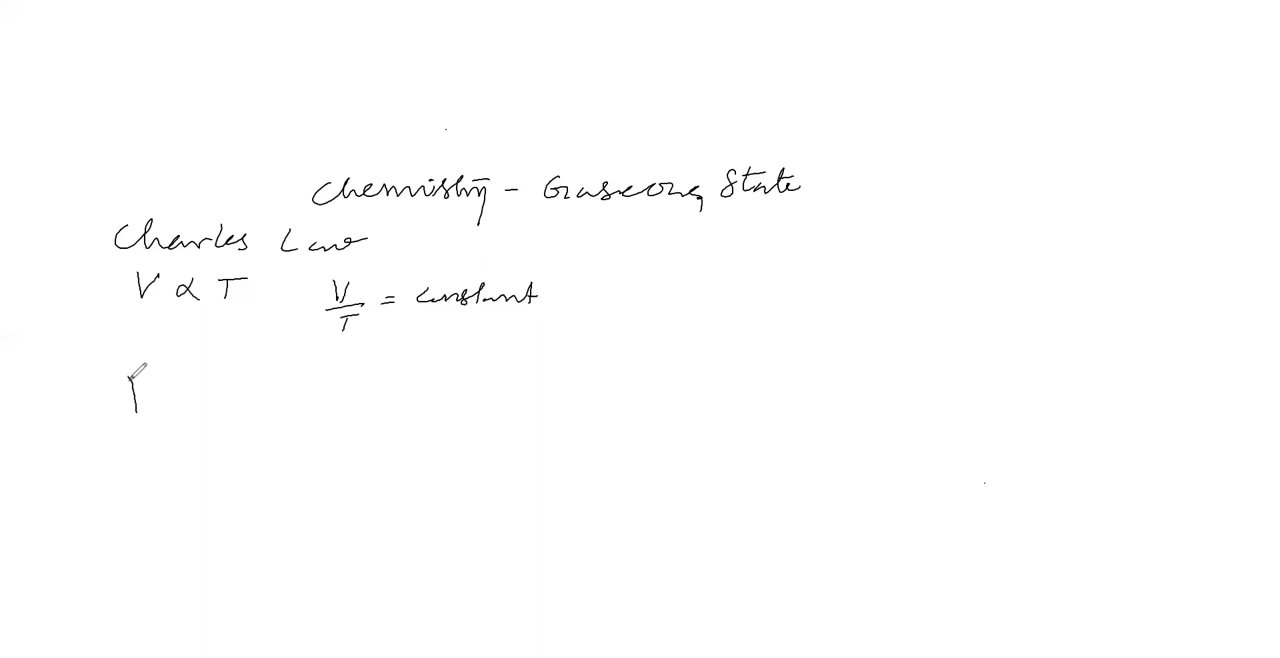 Chemistry - Gaseous State
Charles Law
V ∝ T V/T = constant